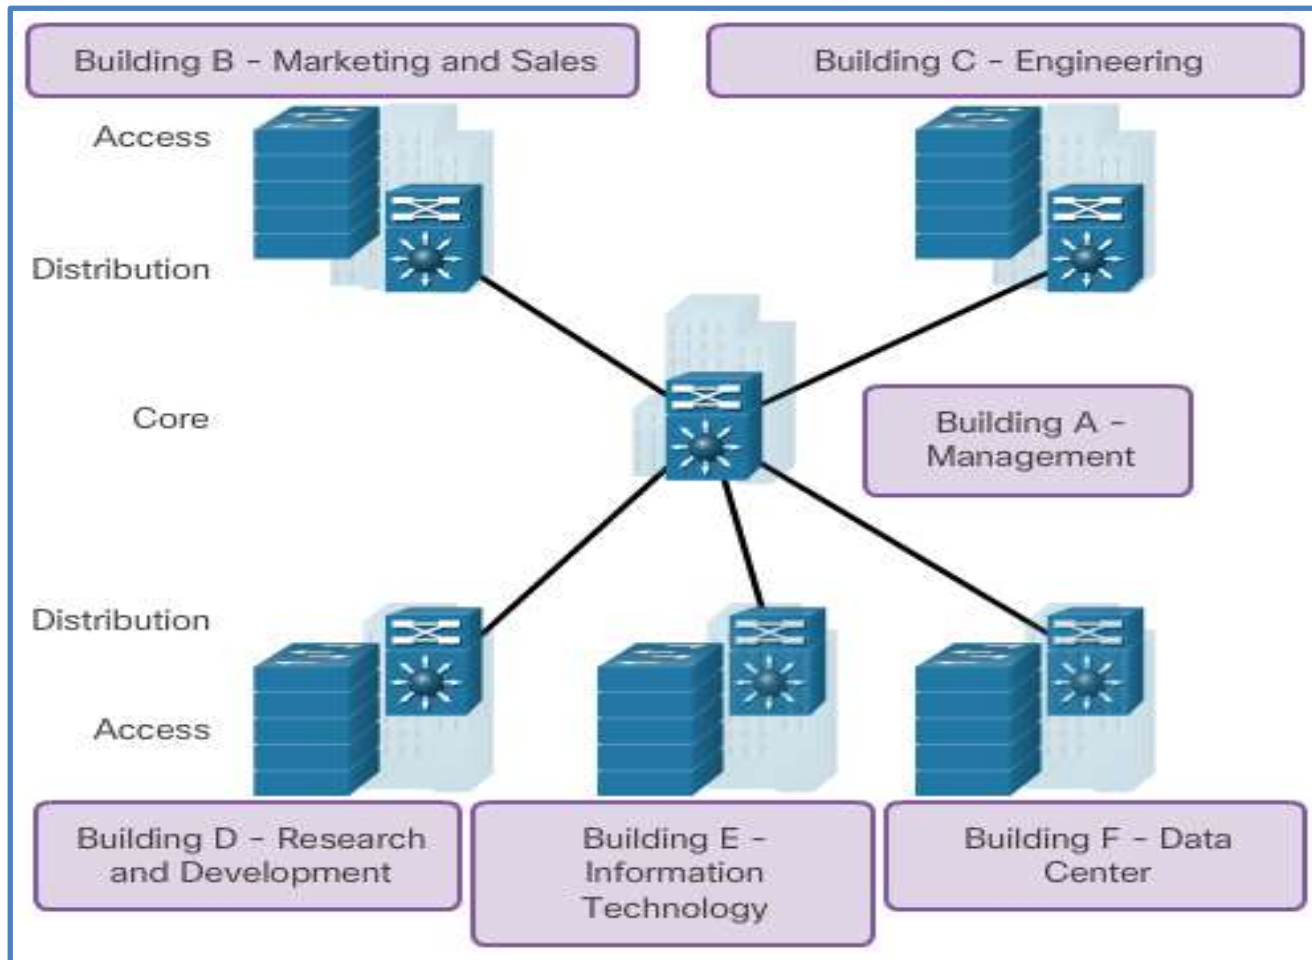 Building B - Marketing and Sales
Building C - Engineering
Access
Distribution
Core
Building A -
Management
Distribution
Access
Building D - Research
and Development
Building E -
Information
Technology
Building F - Data
Center